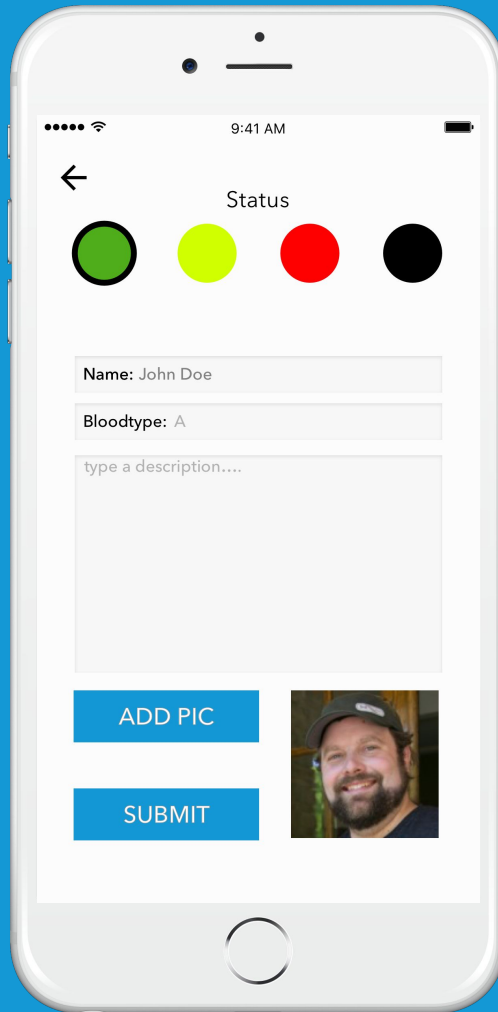 9:41 AM
Status
Name: John Doe
Bloodtype: A
type a description....
ADD PIC
SUBMIT